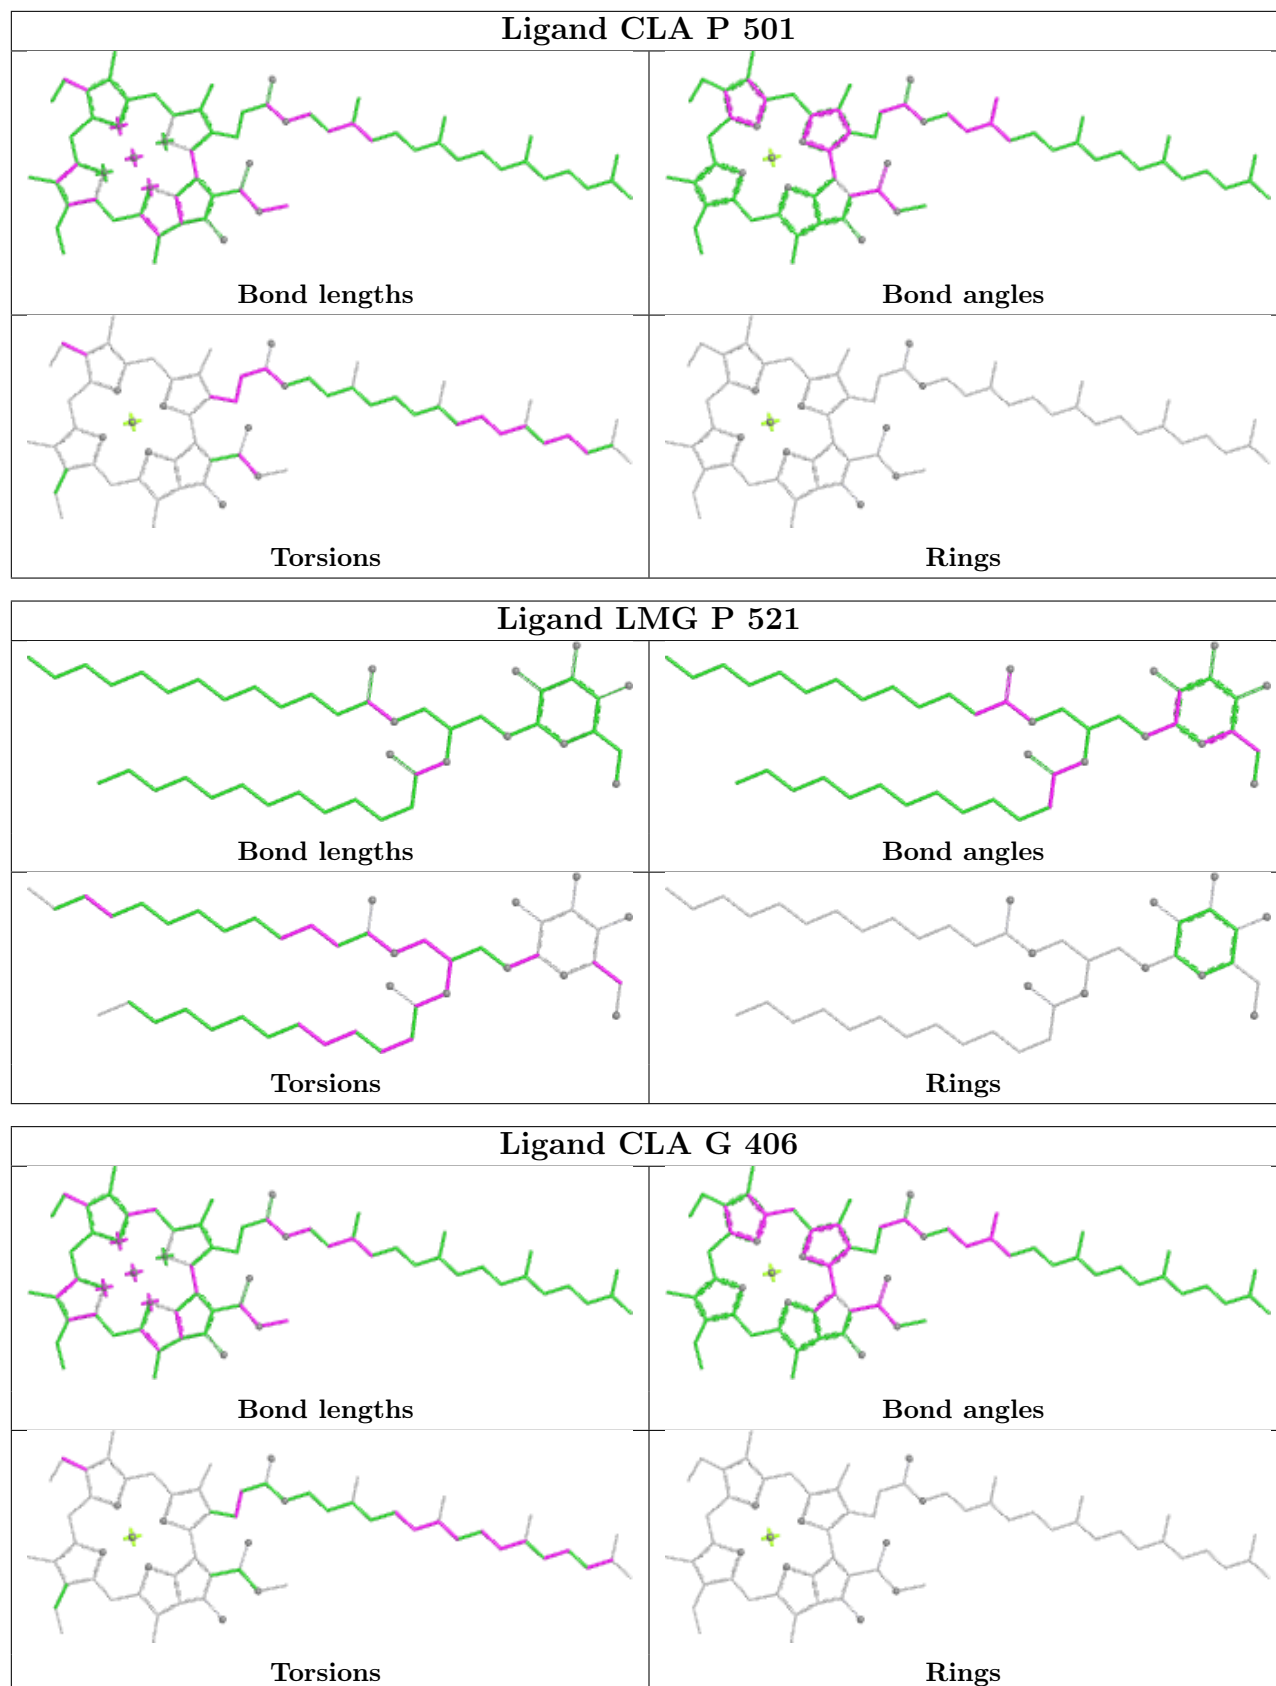 Ligand CLA P 501
Bond lengths
Bond angles
Torsions
Rings
Ligand LMG P 521
Bond lengths
Bond angles
Torsions
Rings
Ligand CLA G 406
Bond lengths
Bond angles
Torsions
Rings